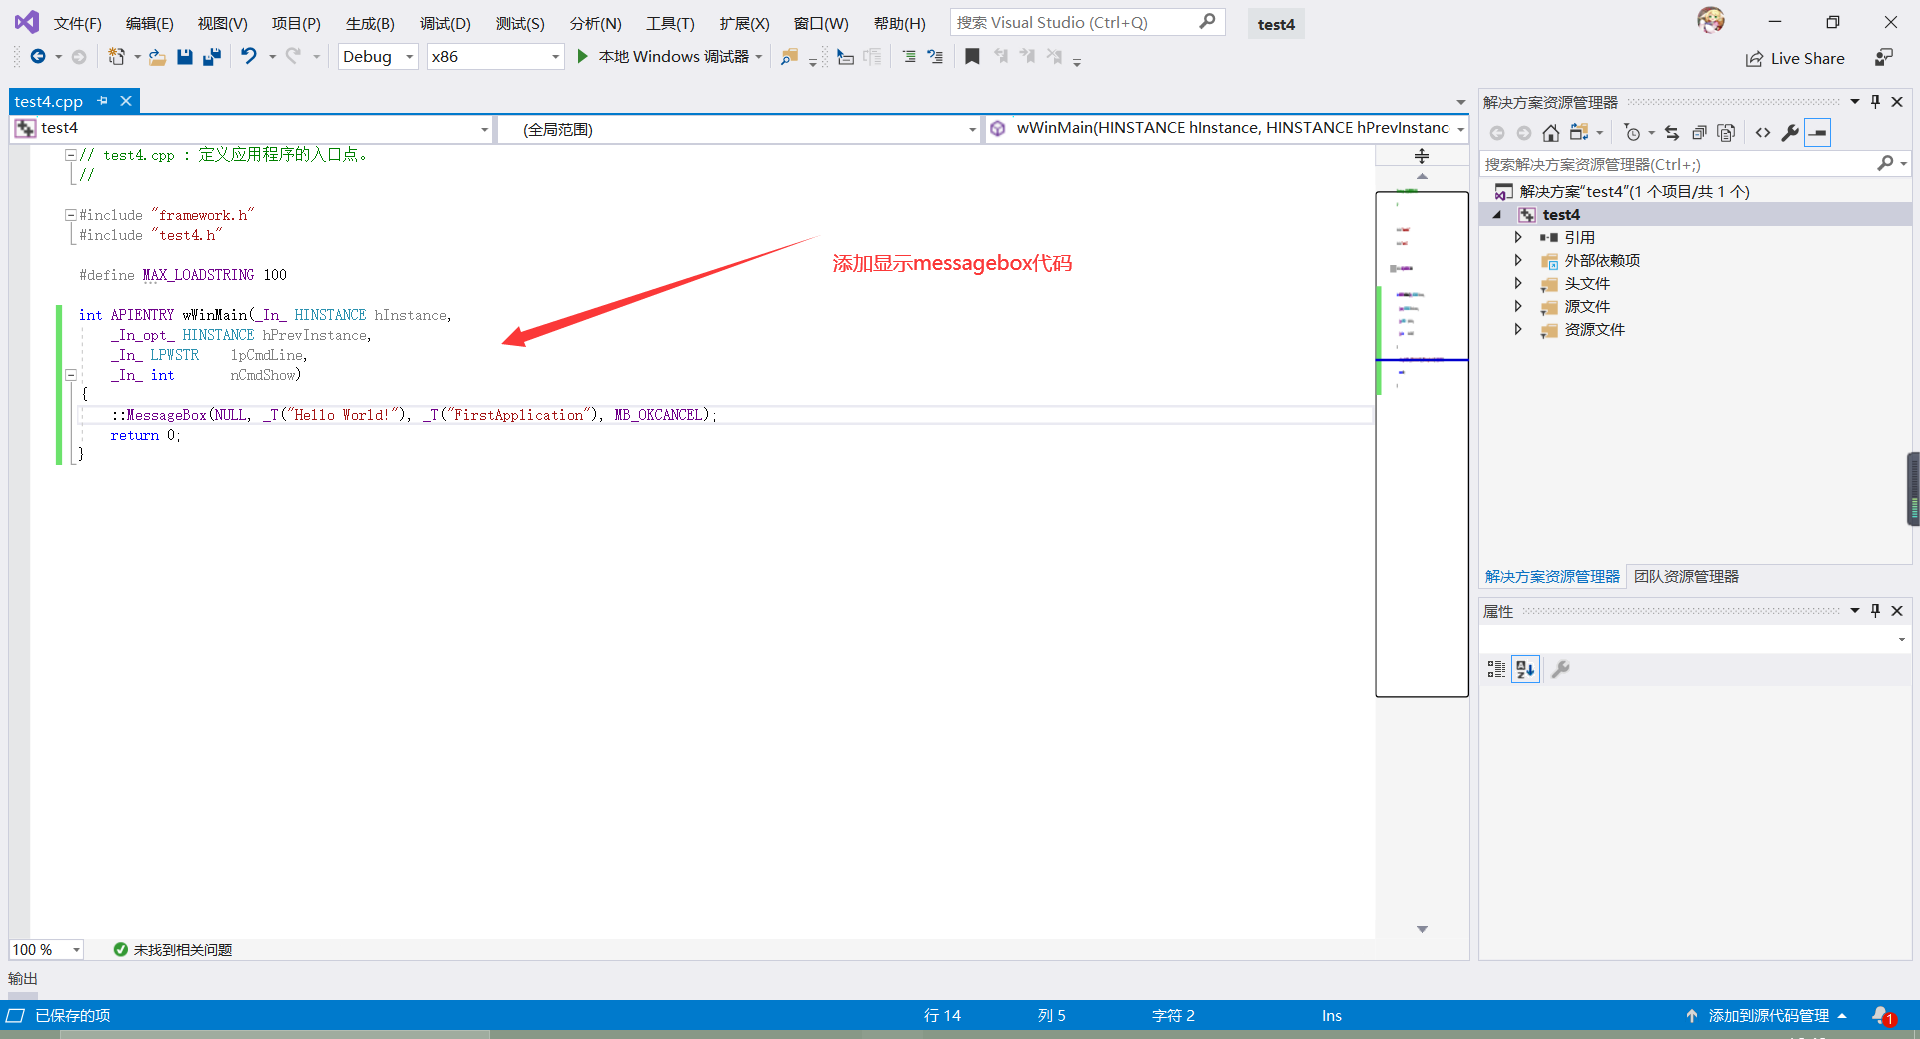 文件(F) 编辑(E) 视图(V) 项目(P) 生成(B) 调试(D) 测试(S) 分析(N) 工具(T) 扩展(X) 窗口(W) 帮助(H) 搜索 Visual Studio (Ctrl+Q) test4
Debug x86 本地 Windows 调试器 Live Share
test4.cpp
test4 (全局范围) wWinMain(HINSTANCE hInstance, HINSTANCE hPrevInstanc
// test4.cpp : 定义应用程序的入口点。
//
#include "framework.h"
#include "test4.h"
#define MAX_LOADSTRING 100
int APIENTRY wWinMain(_In_ HINSTANCE hInstance,
_In_opt_ HINSTANCE hPrevInstance,
_In_ LPWSTR    lpCmdLine,
_In_ int       nCmdShow)
{
::MessageBox(NULL, _T("Hello World!"), _T("FirstApplication"), MB_OKCANCEL);
return 0;
}
添加显示messagebox代码
100 % 未找到相关问题
解决方案资源管理器
搜索解决方案资源管理器(Ctrl+;)
解决方案"test4"(1 个项目/共 1 个)
test4
引用
外部依赖项
头文件
源文件
资源文件
解决方案资源管理器 团队资源管理器
属性
输出
已保存的项 行 14 列 5 字符 2 Ins 添加到源代码管理 1